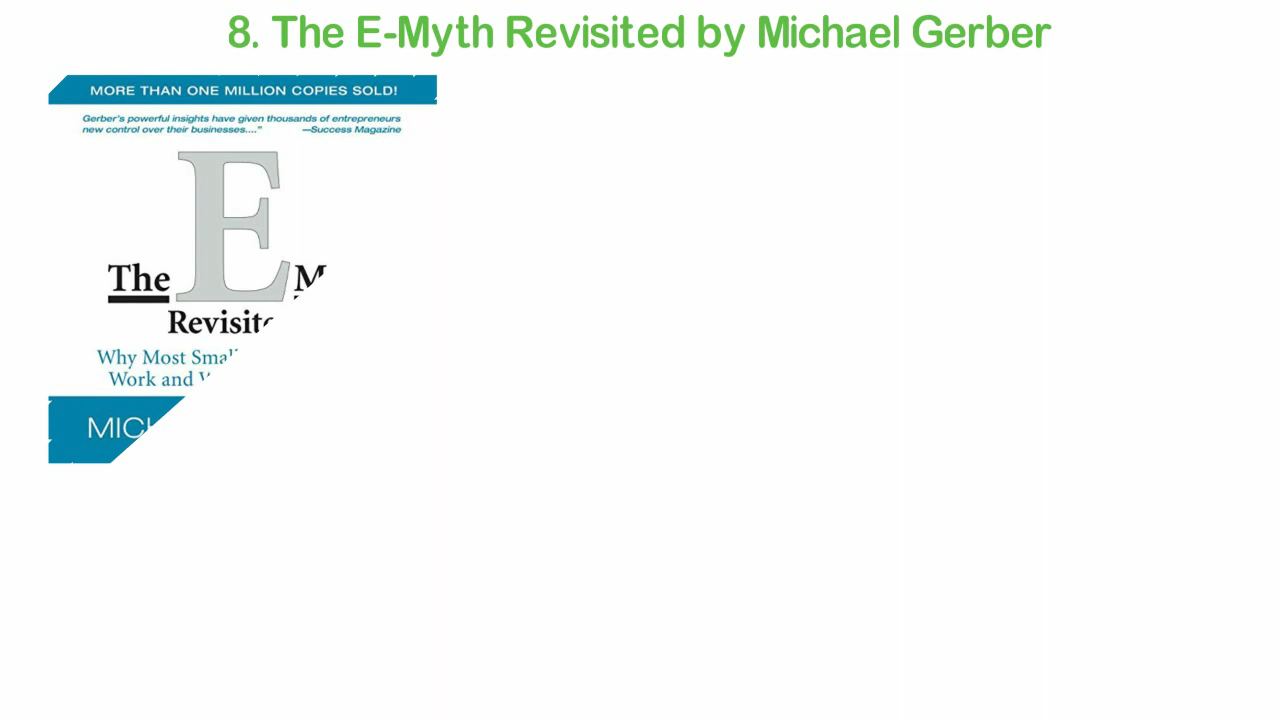 8. The E-Myth Revisited by Michael Gerber
MORE THAN ONE MILLION COPIES SOLD!
Gerber's powerful insights have given thousands of entrepreneurs
new control over their businesses...." —Success Magazine
The E
Why Most
Work and